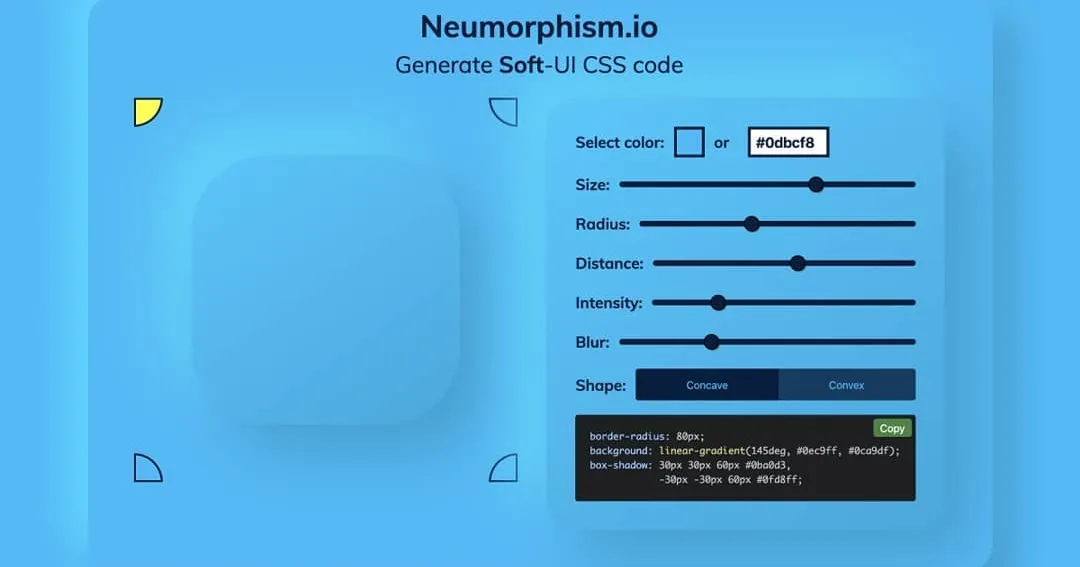 Neumorphism.io
Generate Soft-UI CSS code
Select color: or #0dbcf8
Size:
Radius:
Distance:
Intensity:
Blur:
Shape: Concave Convex
Copy
border-radius: 80px;
background: linear-gradient(145deg, #0ec9ff, #0ca9df);
box-shadow: 30px 30px 60px #0ba0d3,
-30px -30px 60px #0fd8ff;